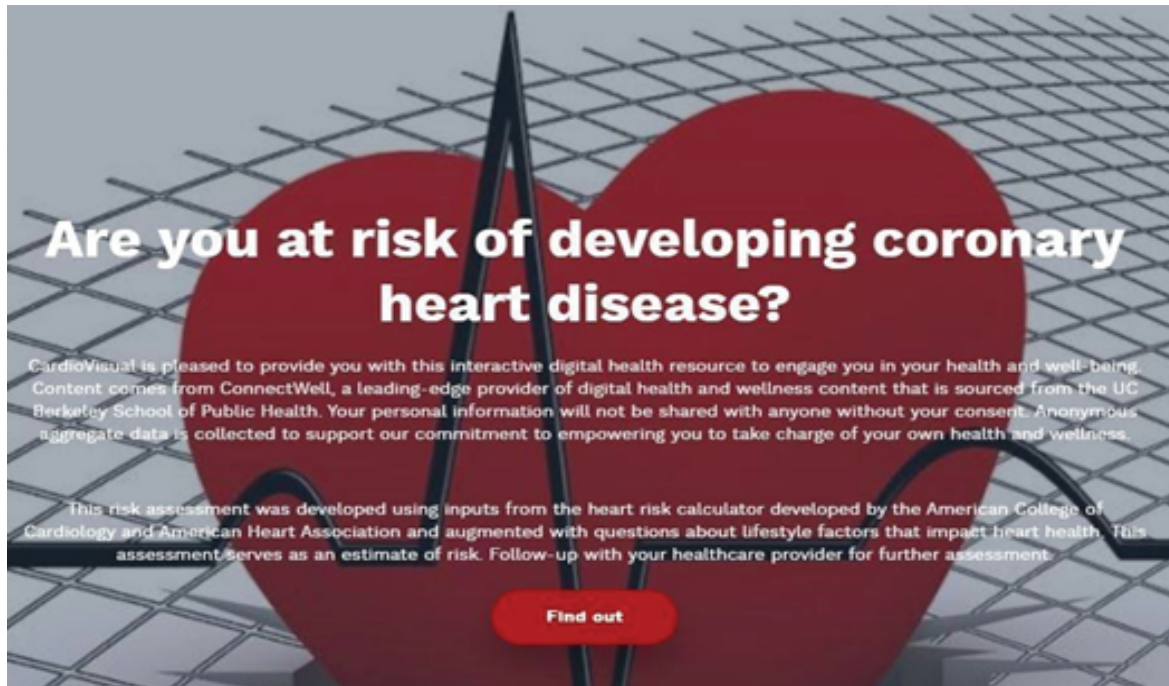 Are you at risk of developing coronary
heart disease?
CardioVisual is pleased to provide you with this interactive digital health resource to engage you in your health and well-being.
Content comes from ConnectWell, a leading-edge provider of digital health and wellness content that is sourced from the UC
Berkeley School of Public Health. Your personal information will not be shared with anyone without your consent. Anonymous
aggregate data is collected to support our commitment to empowering you to take charge of your own health and wellness.
This risk assessment was developed using inputs from the heart risk calculator developed by the American College of
Cardiology and American Heart Association and augmented with questions about lifestyle factors that impact heart health. This
assessment serves as an estimate of risk. Follow-up with your healthcare provider for further assessment
Find out